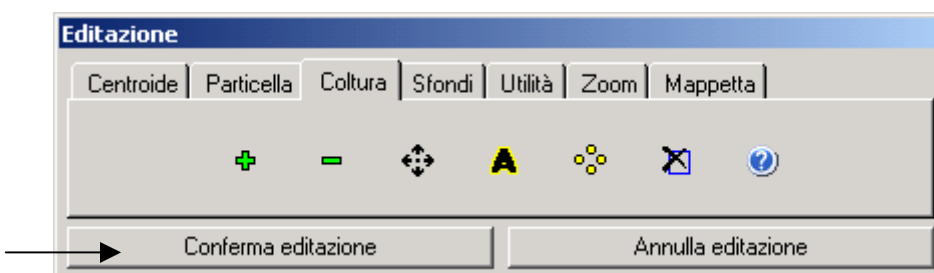 Editazione
Centroide Particella Coltura Sfondi Utilità Zoom Mappetta
A ?
Conferma editazione Annulla editazione